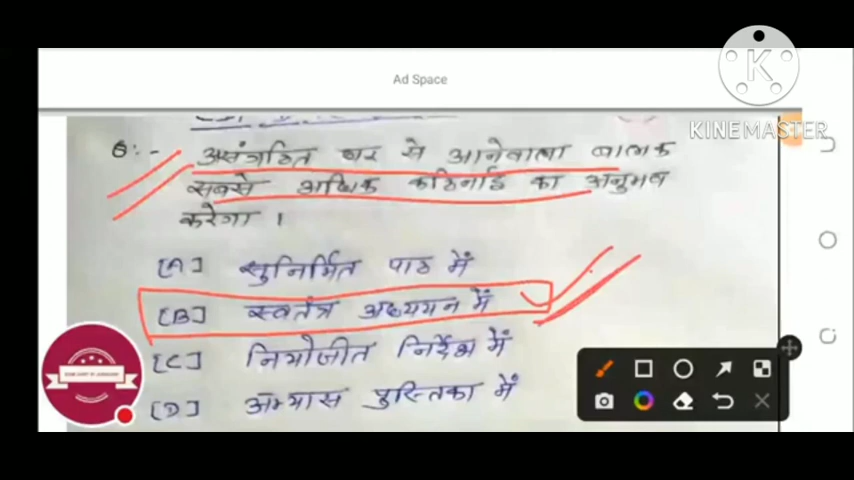 Ad Space
KINEMASTER
6:- असंगठित घर से आनेवाला बालक
सबसे अधिक कठिनाई का अनुभव
करेगा ।
[A] सुनिर्मित पाठ में
[B] स्वतंत्र अध्ययन में
[C] नियोजीत निर्देश में
[D] अभ्यास पुस्तिका में